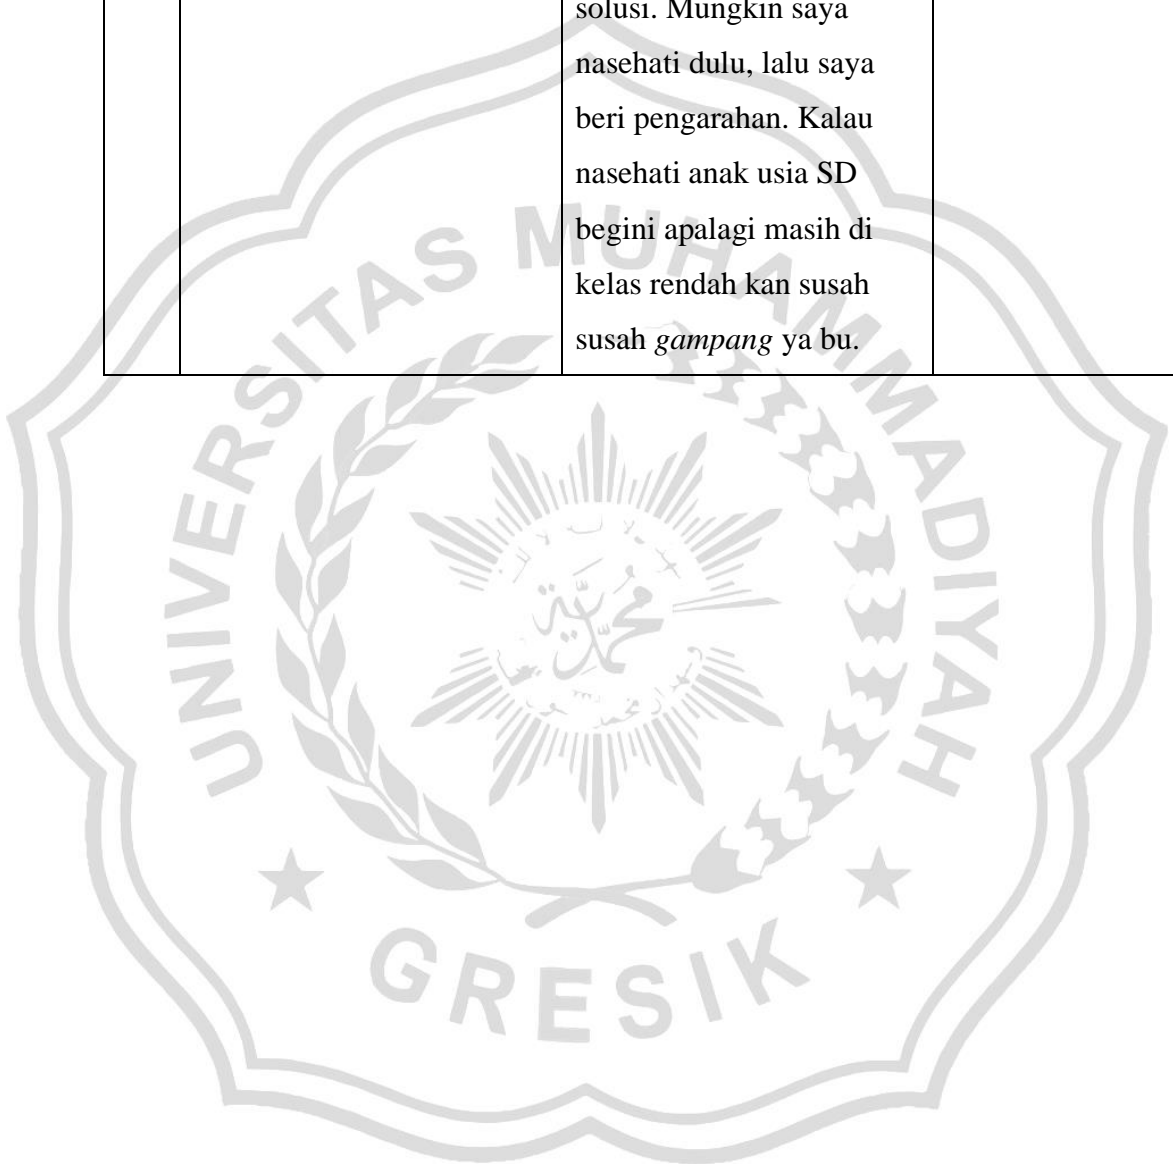 solusi. Mungkin saya
nasehati dulu, lalu saya
beri pengarahan. Kalau
nasehati anak usia SD
begini apalagi masih di
kelas rendah kan susah
susah gampang ya bu.
UNIVERSITAS MUHAMMADIYAH
محمدية
GRESIK